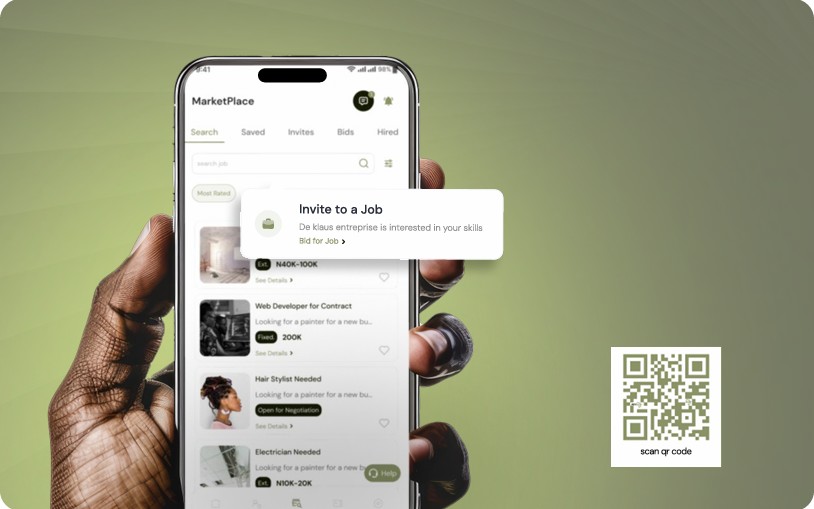 9:41
98%
MarketPlace
Search Saved Invites Bids Hired
search job
Most Rated
Invite to a Job
De klaus entreprise is interested in your skills
Bid for Job
Ext. N40K-100K
See Details
Web Developer for Contract
Looking for a painter for a new bu...
Fixed. 200K
See Details
Hair Stylist Needed
Looking for a painter for a new bu...
Open for Negotiation
See Details
Electrician Needed
Looking for a painter for a new bu...
Ext. N10K-20K
Help
scan qr code